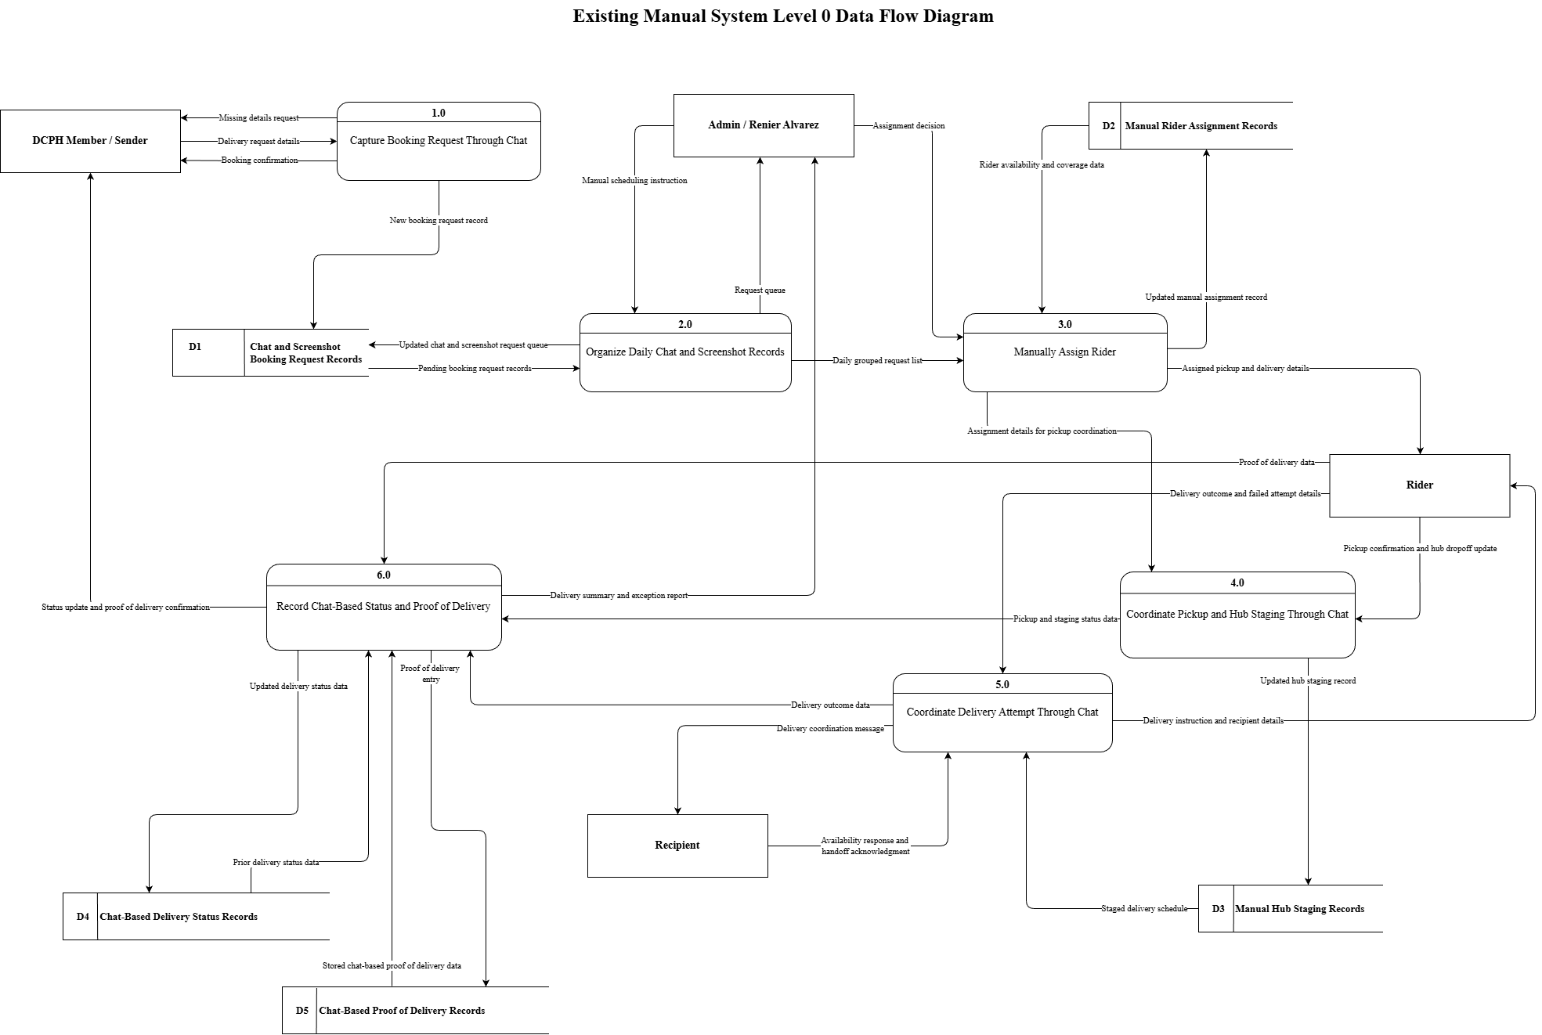 Existing Manual System Level 0 Data Flow Diagram
DCPH Member / Sender
Missing details request
Delivery request details
Booking confirmation
1.0
Capture Booking Request Through Chat
Admin / Renier Alvarez
Assignment decision
D2
Manual Rider Assignment Records
Rider availability and coverage data
Manual scheduling instruction
New booking request record
Request queue
Updated manual assignment record
D1
Chat and Screenshot
Booking Request Records
Updated chat and screenshot request queue
Pending booking request records
2.0
Organize Daily Chat and Screenshot Records
Daily grouped request list
3.0
Manually Assign Rider
Assigned pickup and delivery details
Assignment details for pickup coordination
Proof of delivery data
Delivery outcome and failed attempt details
Rider
Pickup confirmation and hub dropoff update
6.0
Record Chat-Based Status and Proof of Delivery
Status update and proof of delivery confirmation
Delivery summary and exception report
Pickup and staging status data
4.0
Coordinate Pickup and Hub Staging Through Chat
Updated delivery status data
Proof of delivery
entry
Updated hub staging record
5.0
Coordinate Delivery Attempt Through Chat
Delivery outcome data
Delivery coordination message
Delivery instruction and recipient details
Recipient
Availability response and
handoff acknowledgment
Prior delivery status data
D4
Chat-Based Delivery Status Records
Staged delivery schedule
D3
Manual Hub Staging Records
Stored chat-based proof of delivery data
D5
Chat-Based Proof of Delivery Records